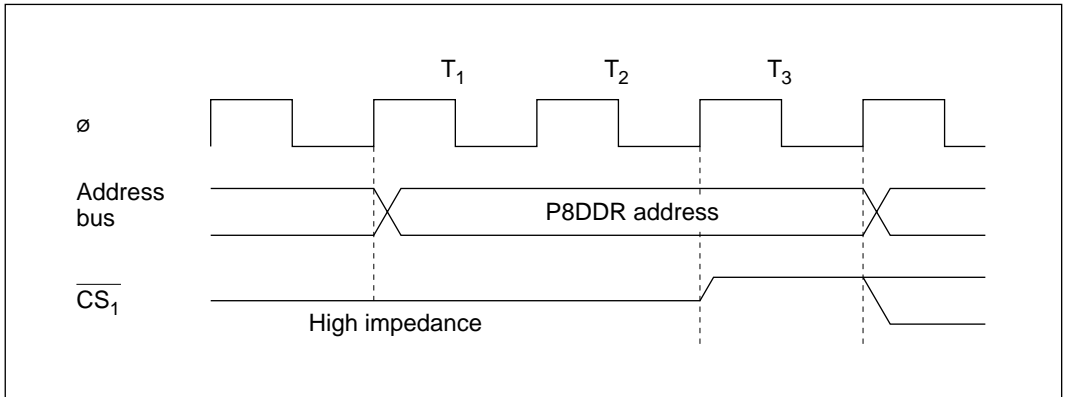 T1 T2 T3
ø
Address
bus
P8DDR address
CS1
High impedance